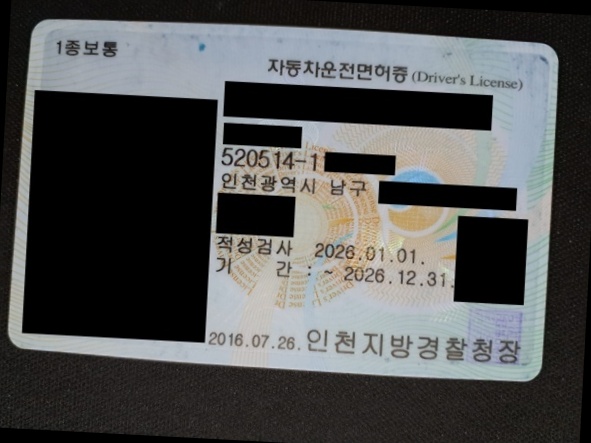 1종보통
자동차운전면허증 (Driver's License)
520514-1
인천광역시 남구
적성검사 2026.01.01.
기 간 : ~ 2026.12.31.
2016.07.26. 인천지방경찰청장